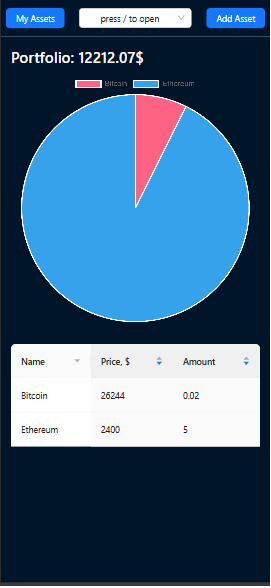 My Assets press / to open Add Asset
Portfolio: 12212.07$
Bitcoin Ethereum
Name Price, $ Amount
Bitcoin 26244 0.02
Ethereum 2400 5